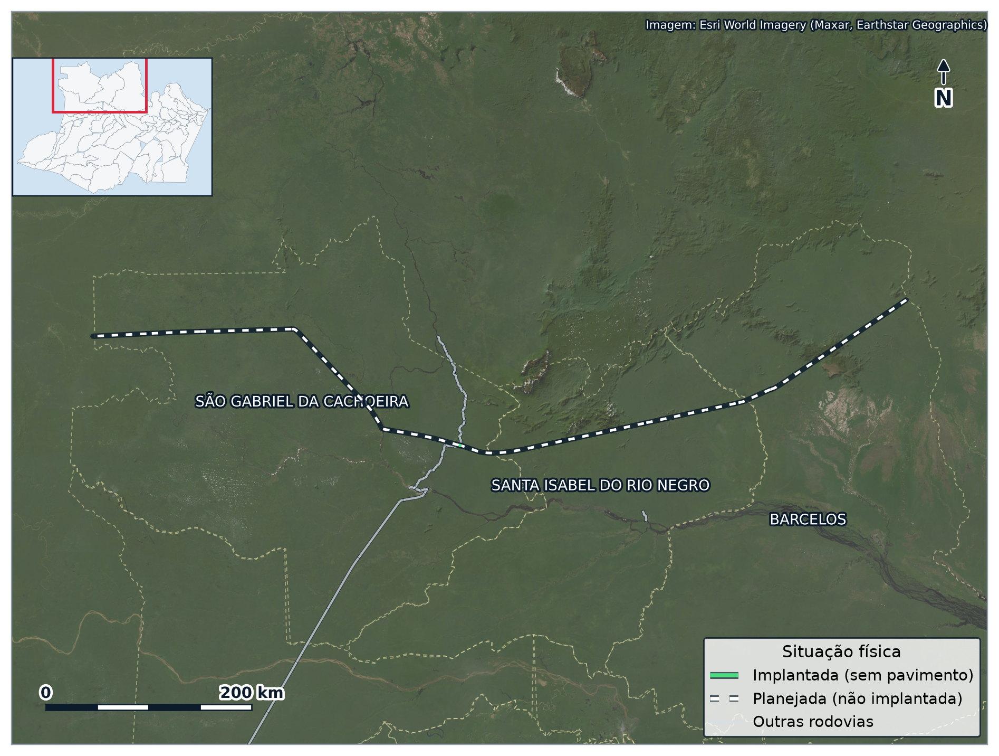 Imagem: Esri World Imagery (Maxar, Earthstar Geographics)
N
SÃO GABRIEL DA CACHOEIRA
SANTA ISABEL DO RIO NEGRO
BARCELOS
0 200 km
Situação física
Implantada (sem pavimento)
Planejada (não implantada)
Outras rodovias